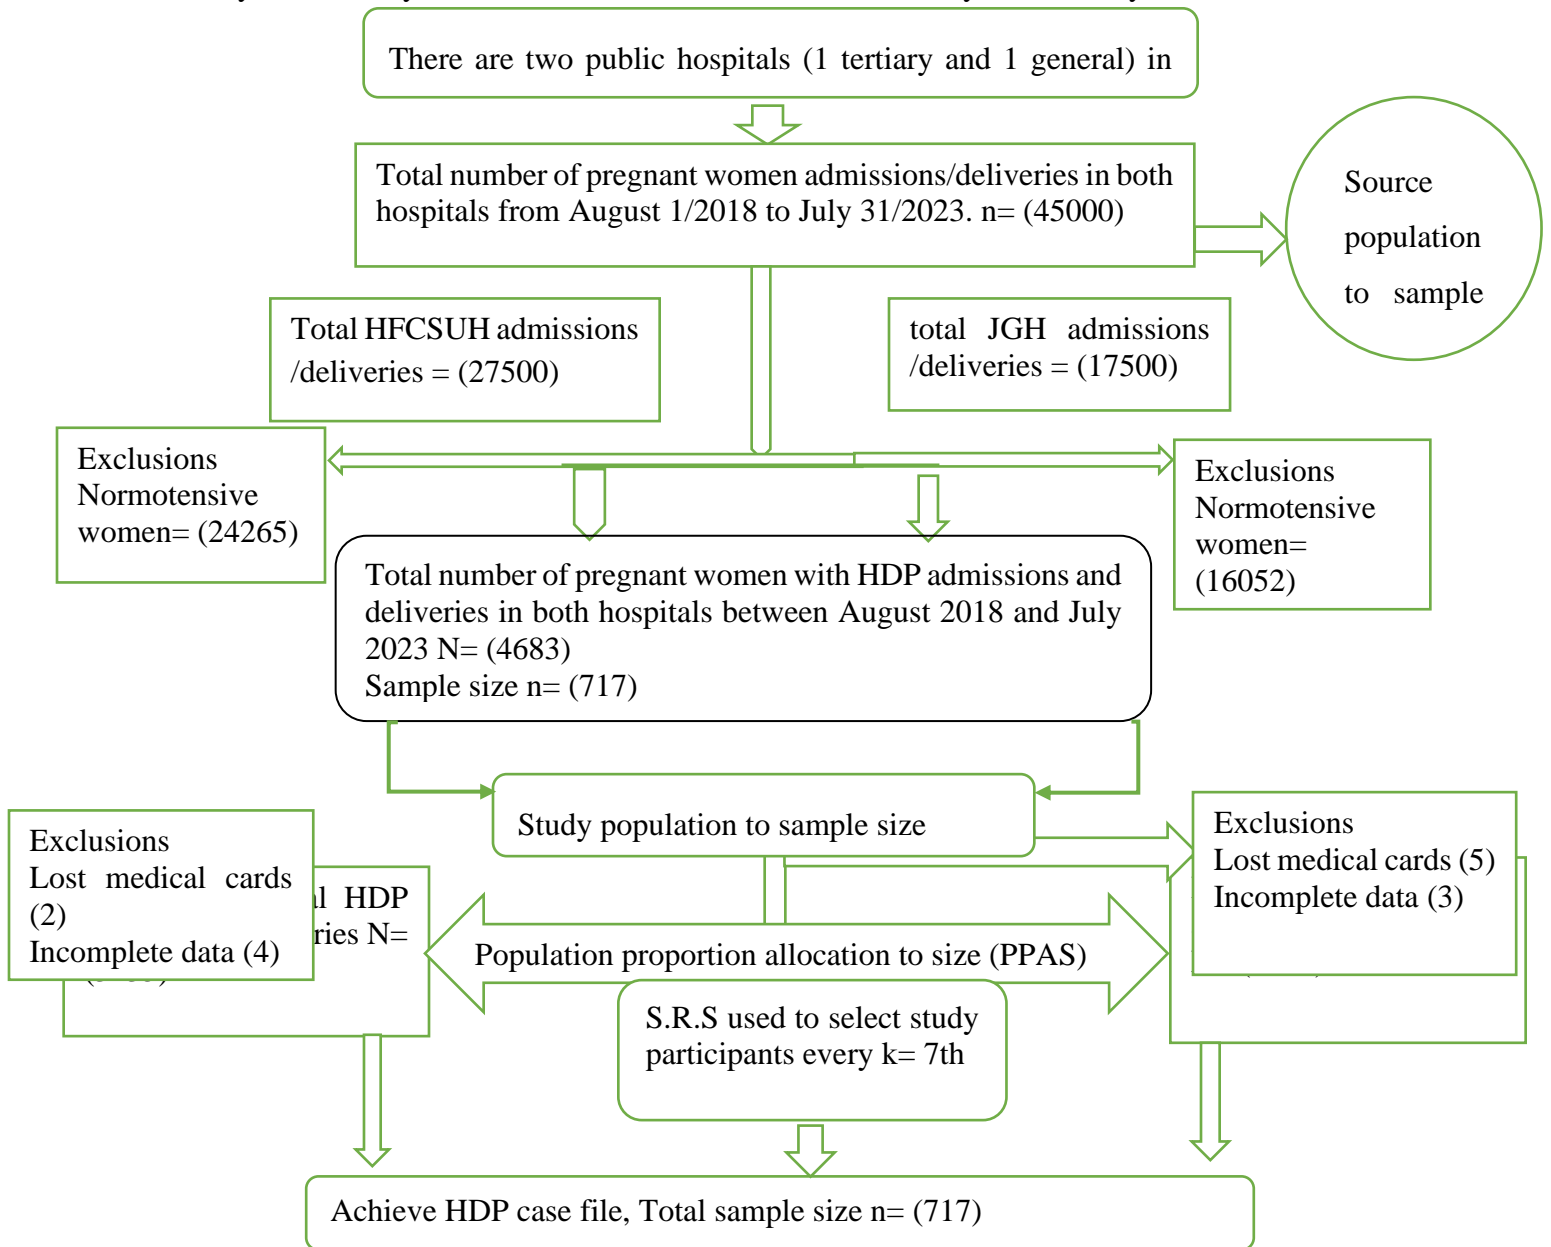 There are two public hospitals (1 tertiary and 1 general) in
Total number of pregnant women admissions/deliveries in both
hospitals from August 1/2018 to July 31/2023. n= (45000)
Source
population
to sample
Total HFCSUH admissions
/deliveries = (27500)
total JGH admissions
/deliveries = (17500)
Exclusions
Normotensive
women= (24265)
Exclusions
Normotensive
women=
(16052)
Total number of pregnant women with HDP admissions and
deliveries in both hospitals between August 2018 and July
2023 N= (4683)
Sample size n= (717)
Study population to sample size
Exclusions
Lost medical cards
(2)
Incomplete data (4)
HDP
N=
Exclusions
Lost medical cards (5)
Incomplete data (3)
Population proportion allocation to size (PPAS)
S.R.S used to select study
participants every k= 7th
Achieve HDP case file, Total sample size n= (717)